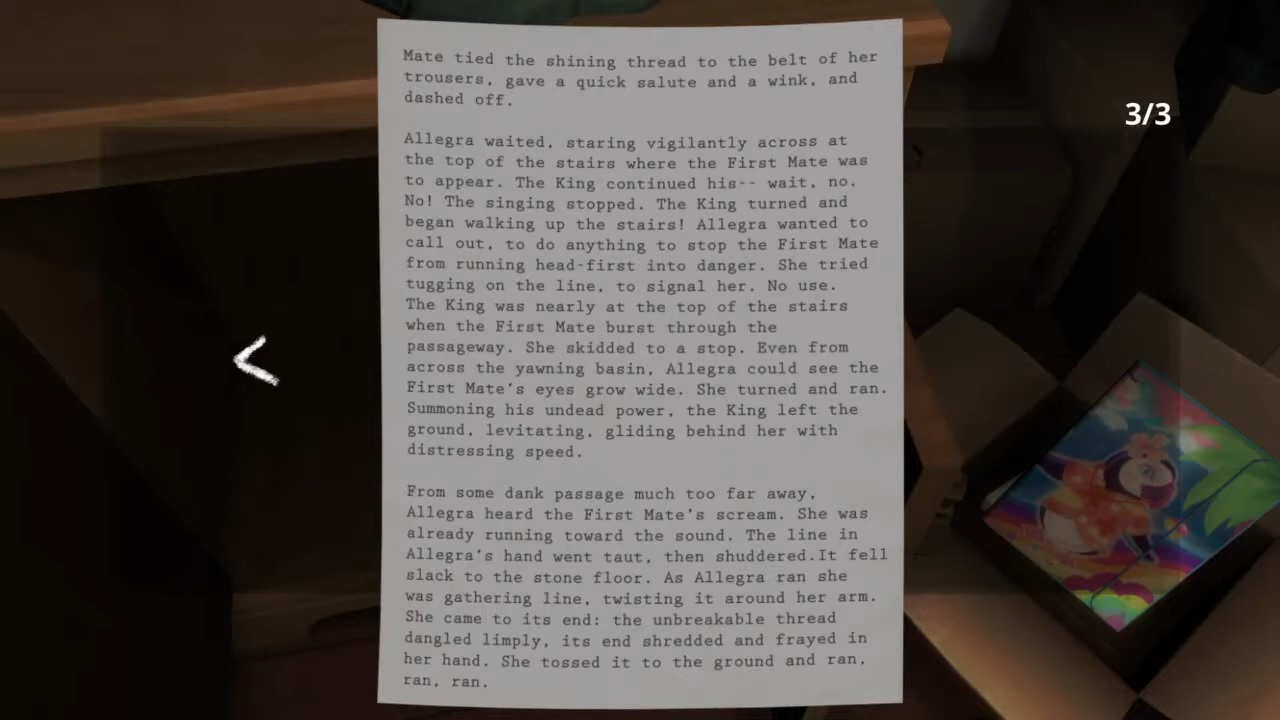 Mate tied the shining thread to the belt of her
trousers, gave a quick salute and a wink, and
dashed off.
3/3
Allegra waited, staring vigilantly across at
the top of the stairs where the First Mate was
to appear. The King continued his-- wait, no.
No! The singing stopped. The King turned and
began walking up the stairs! Allegra wanted to
call out, to do anything to stop the First Mate
from running head-first into danger. She tried
tugging on the line, to signal her. No use.
The King was nearly at the top of the stairs
when the First Mate burst through the
passageway. She skidded to a stop. Even from
across the yawning basin, Allegra could see the
First Mate's eyes grow wide. She turned and ran.
Summoning his undead power, the King left the
ground, levitating, gliding behind her with
distressing speed.
From some dank passage much too far away,
Allegra heard the First Mate's scream. She was
already running toward the sound. The line in
Allegra's hand went taut, then shuddered.It fell
slack to the stone floor. As Allegra ran she
was gathering line, twisting it around her arm.
She came to its end: the unbreakable thread
dangled limply, its end shredded and frayed in
her hand. She tossed it to the ground and ran,
ran, ran.